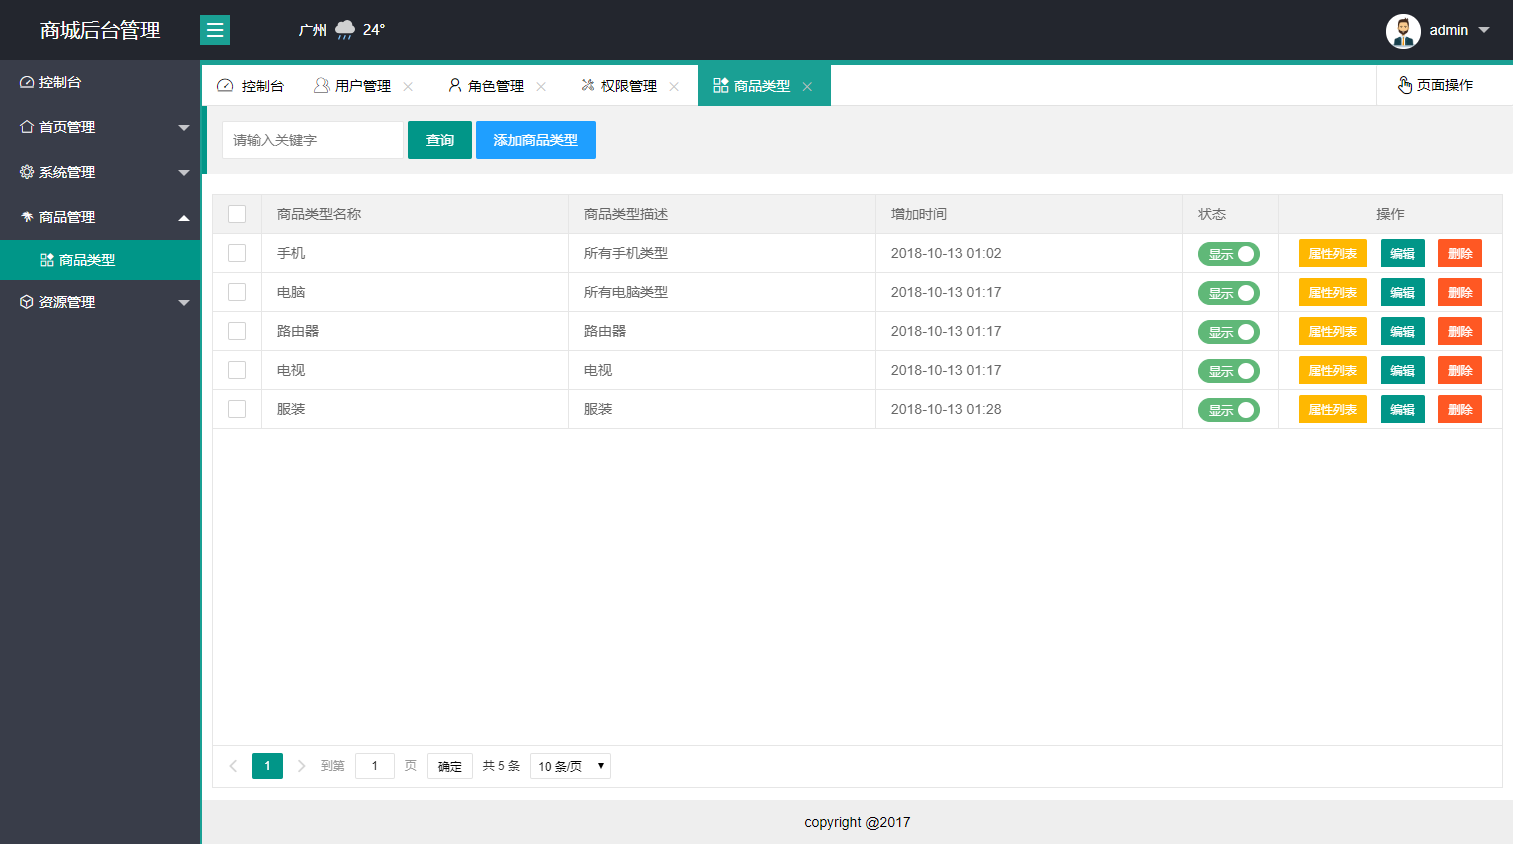 商城后台管理
广州 24°
admin
控制台
首页管理
系统管理
商品管理
商品类型
资源管理
控制台 用户管理 角色管理 权限管理 商品类型 页面操作
请输入关键字 查询 添加商品类型
商品类型名称 商品类型描述 增加时间 状态 操作
手机 所有手机类型 2018-10-13 01:02 显示 属性列表 编辑 删除
电脑 所有电脑类型 2018-10-13 01:17 显示 属性列表 编辑 删除
路由器 路由器 2018-10-13 01:17 显示 属性列表 编辑 删除
电视 电视 2018-10-13 01:17 显示 属性列表 编辑 删除
服装 服装 2018-10-13 01:28 显示 属性列表 编辑 删除
1 到第 1 页 确定 共 5 条 10 条/页
copyright @2017